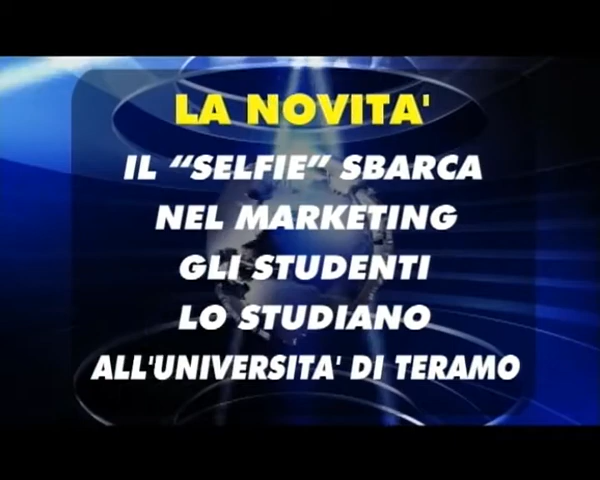 LA NOVITA'
IL “SELFIE” SBARCA
NEL MARKETING
GLI STUDENTI
LO STUDIANO
ALL'UNIVERSITA' DI TERAMO